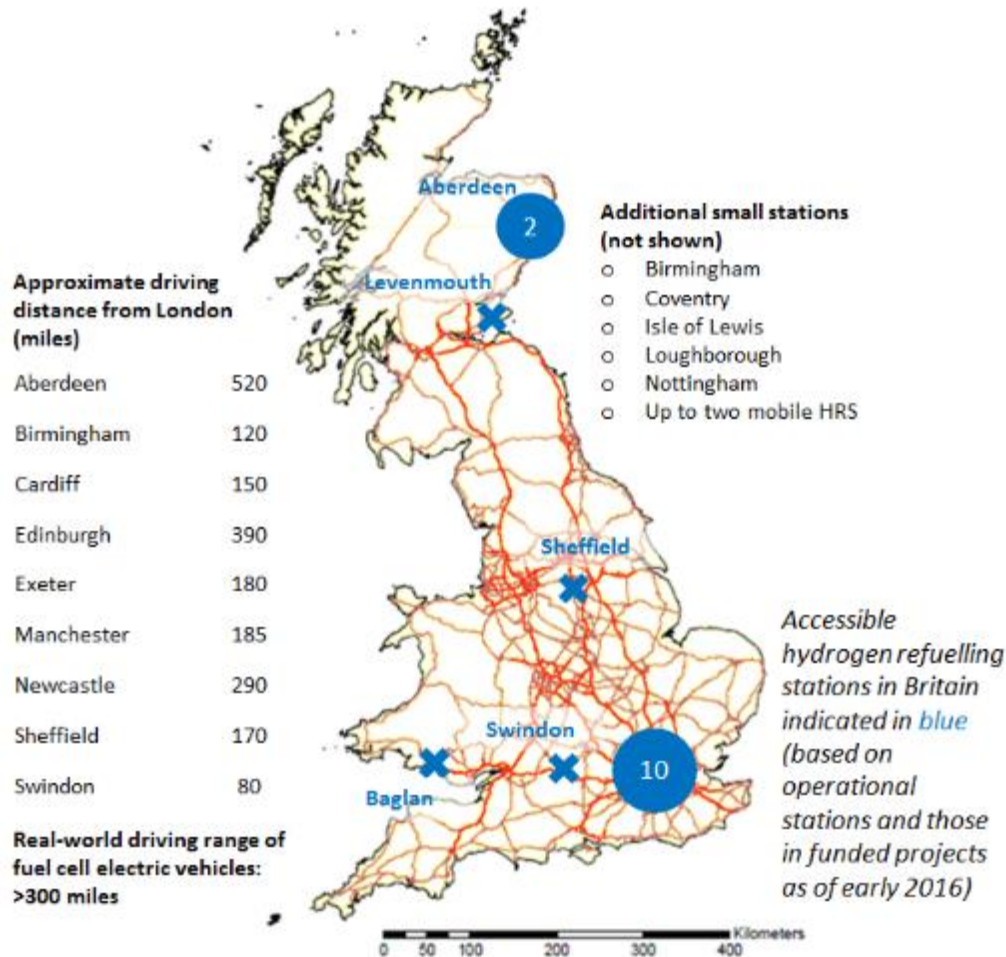 Aberdeen
2
Levenmouth
Sheffield
Swindon
10
Baglan
Additional small stations
(not shown)
o Birmingham
o Coventry
o Isle of Lewis
o Loughborough
o Nottingham
o Up to two mobile HRS
Approximate driving
distance from London
(miles)
Aberdeen 520
Birmingham 120
Cardiff 150
Edinburgh 390
Exeter 180
Manchester 185
Newcastle 290
Sheffield 170
Swindon 80
Real-world driving range of
fuel cell electric vehicles:
>300 miles
Accessible
hydrogen refuelling
stations in Britain
indicated in blue
(based on
operational
stations and those
in funded projects
as of early 2016)
Kilometers
0 50 100 200 300 400